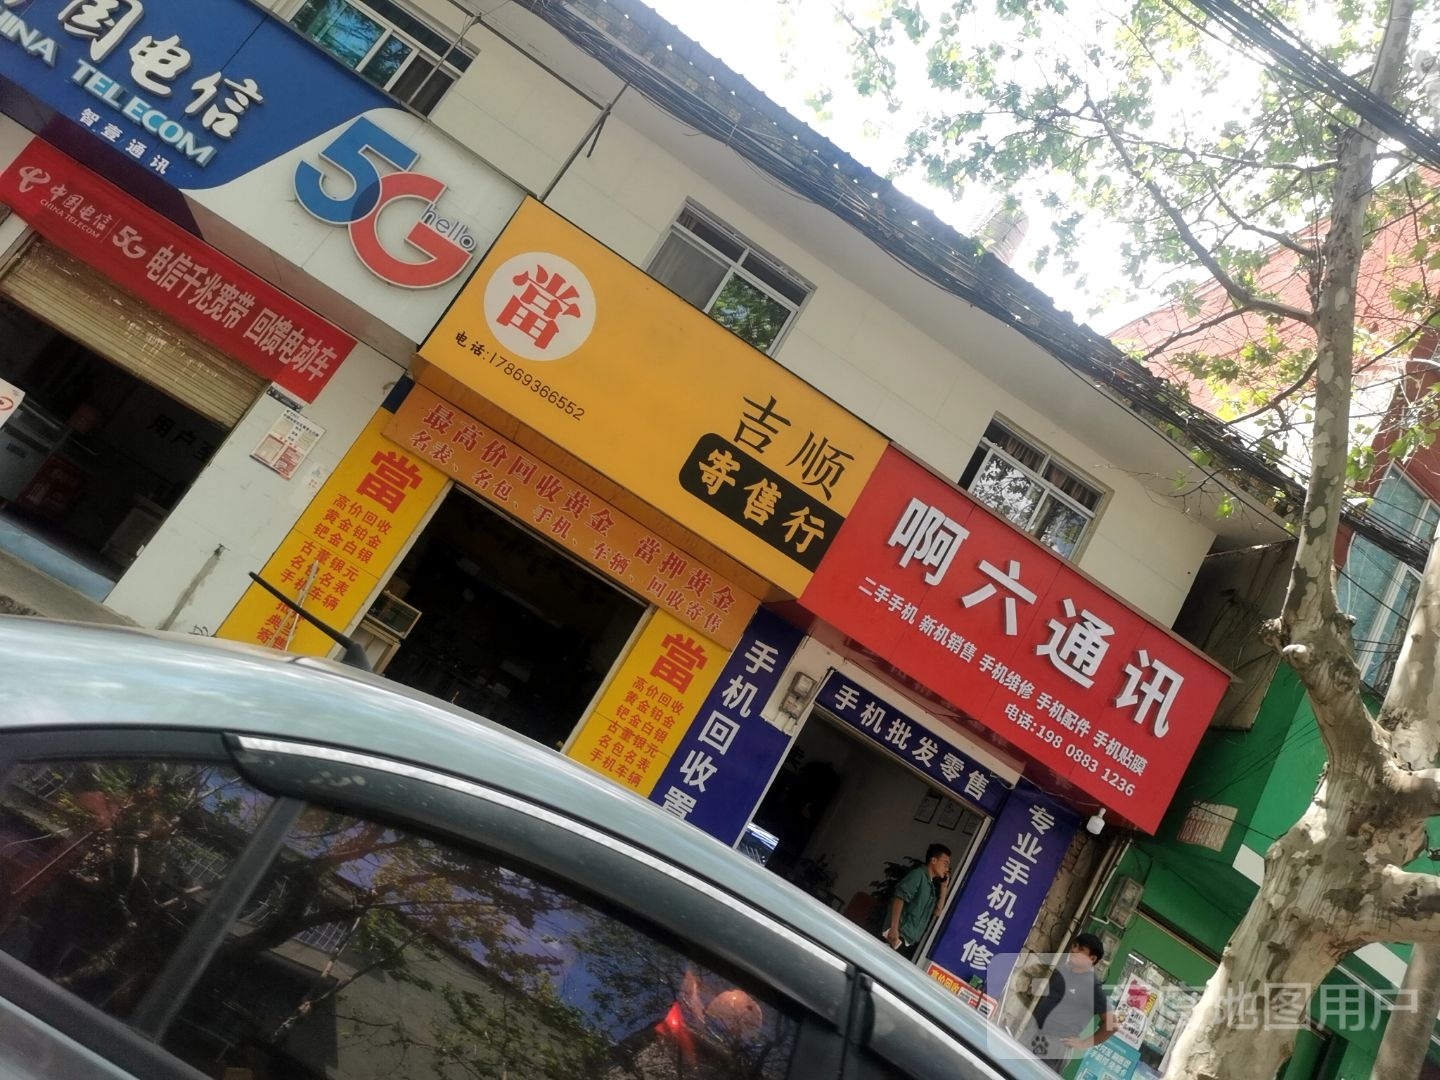 中国电信
CHINA TELECOM
智壹通讯
5G
hello
中国电信
CHINA TELECOM
5G 电信千兆宽带 回馈电动车
當
电话:17869366552
吉顺
寄售行
最高价回收黄金 當押黄金
名表、名包、手机、车辆、回收寄售
當
高价回收
黄金铂金
钯金白银
古董银元
名包名表
手机车辆
當
高价回收
黄金铂金
钯金白银
古董银元
名包名表
手机车辆
啊六通讯
二手手机 新机销售 手机维修 手机配件 手机贴膜
电话:198 0883 1236
手机回收置
手机批发零售
专业手机维修
高价回收
百度地图用户